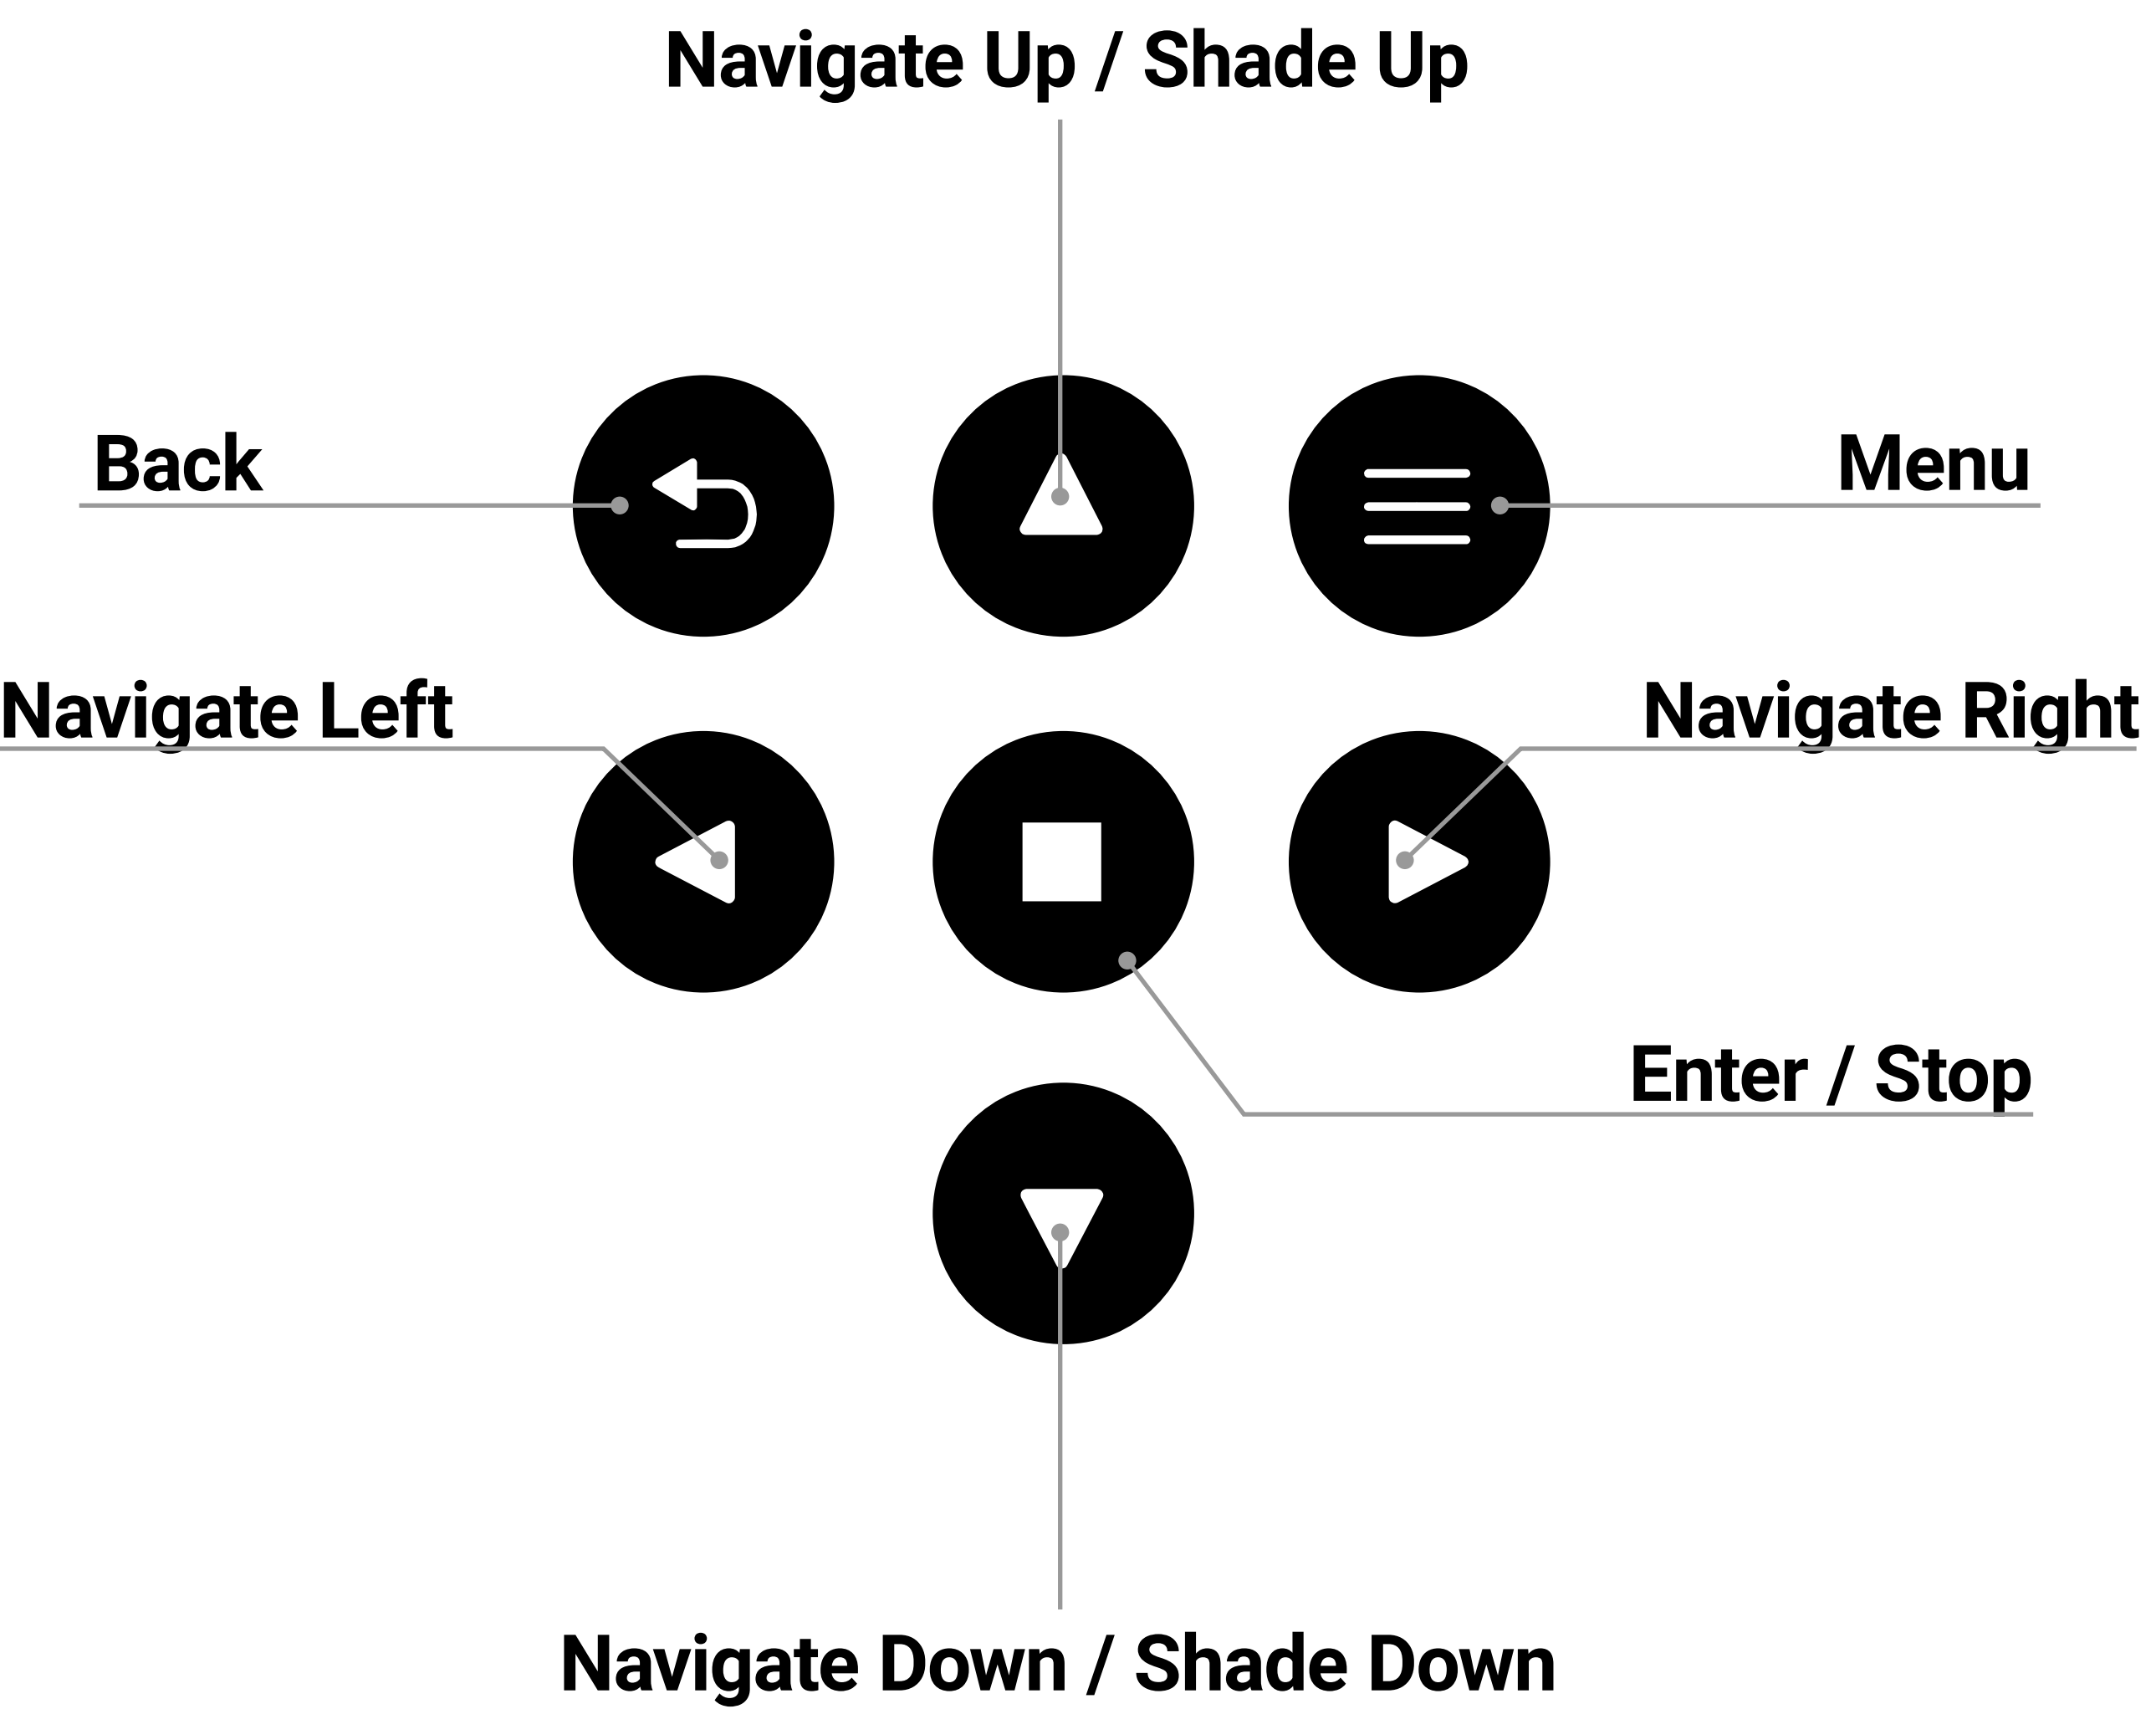 Navigate Up / Shade Up
Back
Menu
Navigate Left
Navigate Right
Enter / Stop
Navigate Down / Shade Down